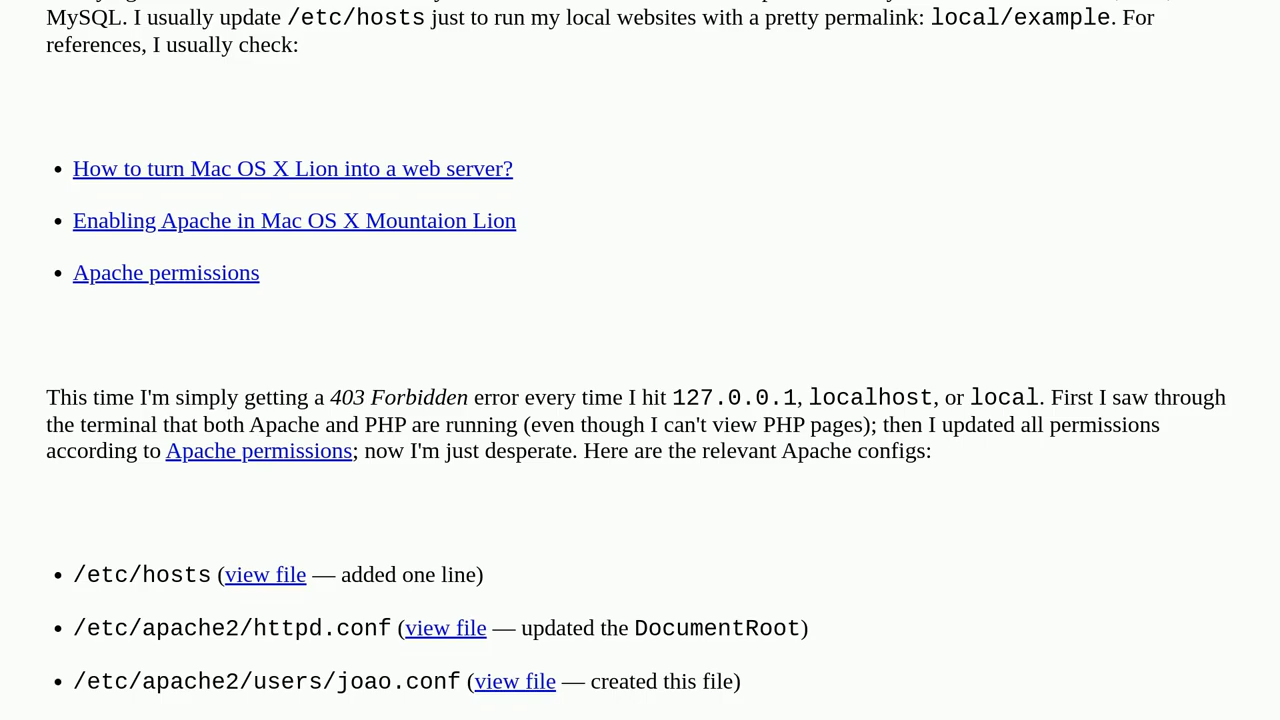 MySQL. I usually update /etc/hosts just to run my local websites with a pretty permalink: local/example. For
references, I usually check:
• How to turn Mac OS X Lion into a web server?
• Enabling Apache in Mac OS X Mountaion Lion
• Apache permissions
This time I'm simply getting a 403 Forbidden error every time I hit 127.0.0.1, localhost, or local. First I saw through
the terminal that both Apache and PHP are running (even though I can't view PHP pages); then I updated all permissions
according to Apache permissions; now I'm just desperate. Here are the relevant Apache configs:
• /etc/hosts (view file — added one line)
• /etc/apache2/httpd.conf (view file — updated the DocumentRoot)
• /etc/apache2/users/joao.conf (view file — created this file)